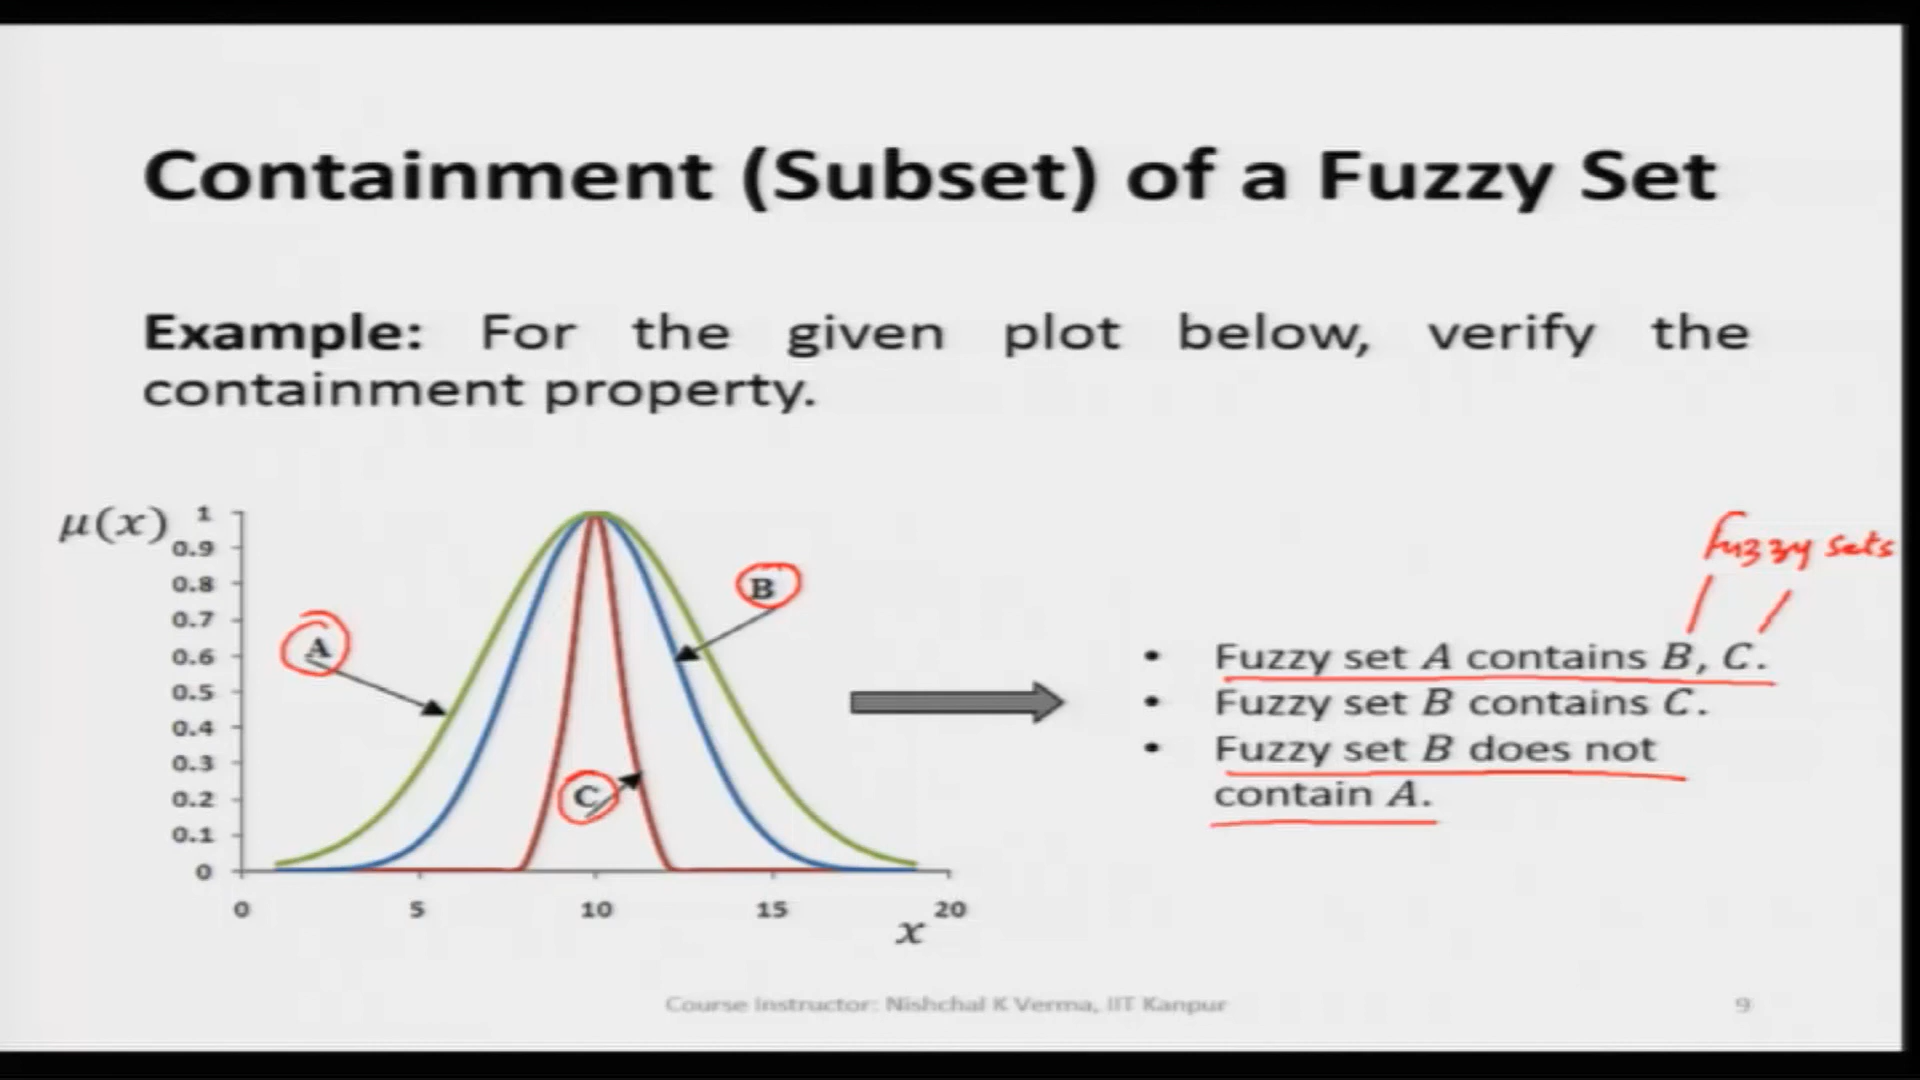 Containment (Subset) of a Fuzzy Set
Example: For the given plot below, verify the
containment property.
μ(x)
1
0.9
0.8
0.7
0.6
0.5
0.4
0.3
0.2
0.1
0
0 5 10 15 20
x
A
B
C
fuzzy sets
• Fuzzy set A contains B, C.
• Fuzzy set B contains C.
• Fuzzy set B does not
contain A.
Course Instructor: Nishchal K Verma, IIT Kanpur
9